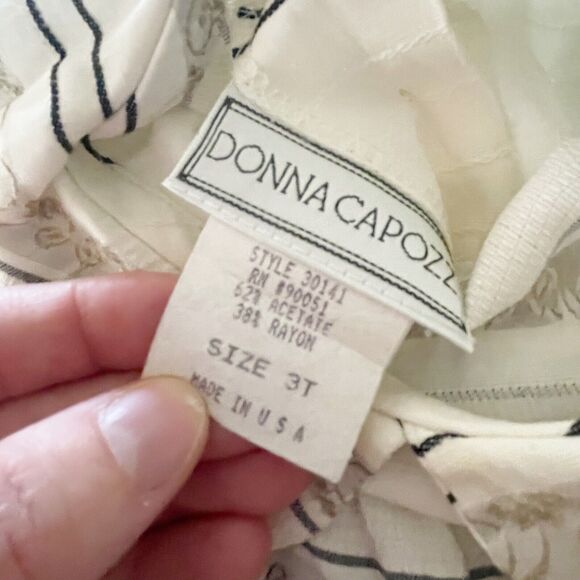 DONNA CAPOZZ
STYLE 30141
RN #90051
62% ACETATE
38% RAYON
SIZE 3T
MADE IN U S A